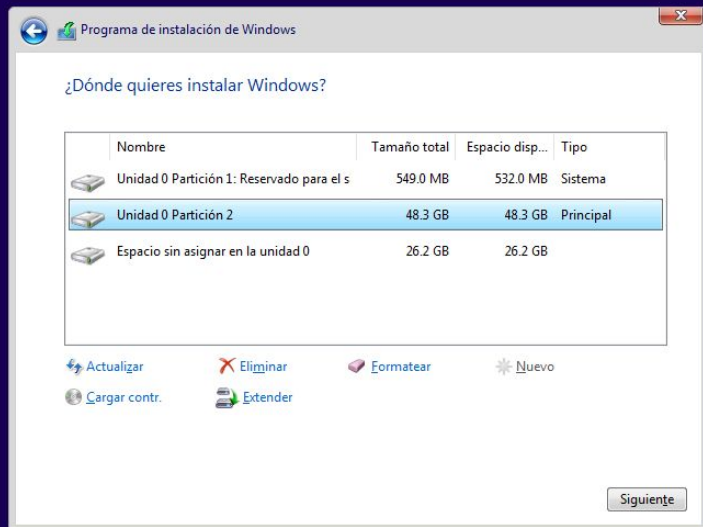 Programa de instalación de Windows
¿Dónde quieres instalar Windows?
Nombre Tamaño total Espacio disp... Tipo
Unidad 0 Partición 1: Reservado para el s 549.0 MB 532.0 MB Sistema
Unidad 0 Partición 2 48.3 GB 48.3 GB Principal
Espacio sin asignar en la unidad 0 26.2 GB 26.2 GB
Actualizar Eliminar Formatear Nuevo
Cargar contr. Extender
Siguiente